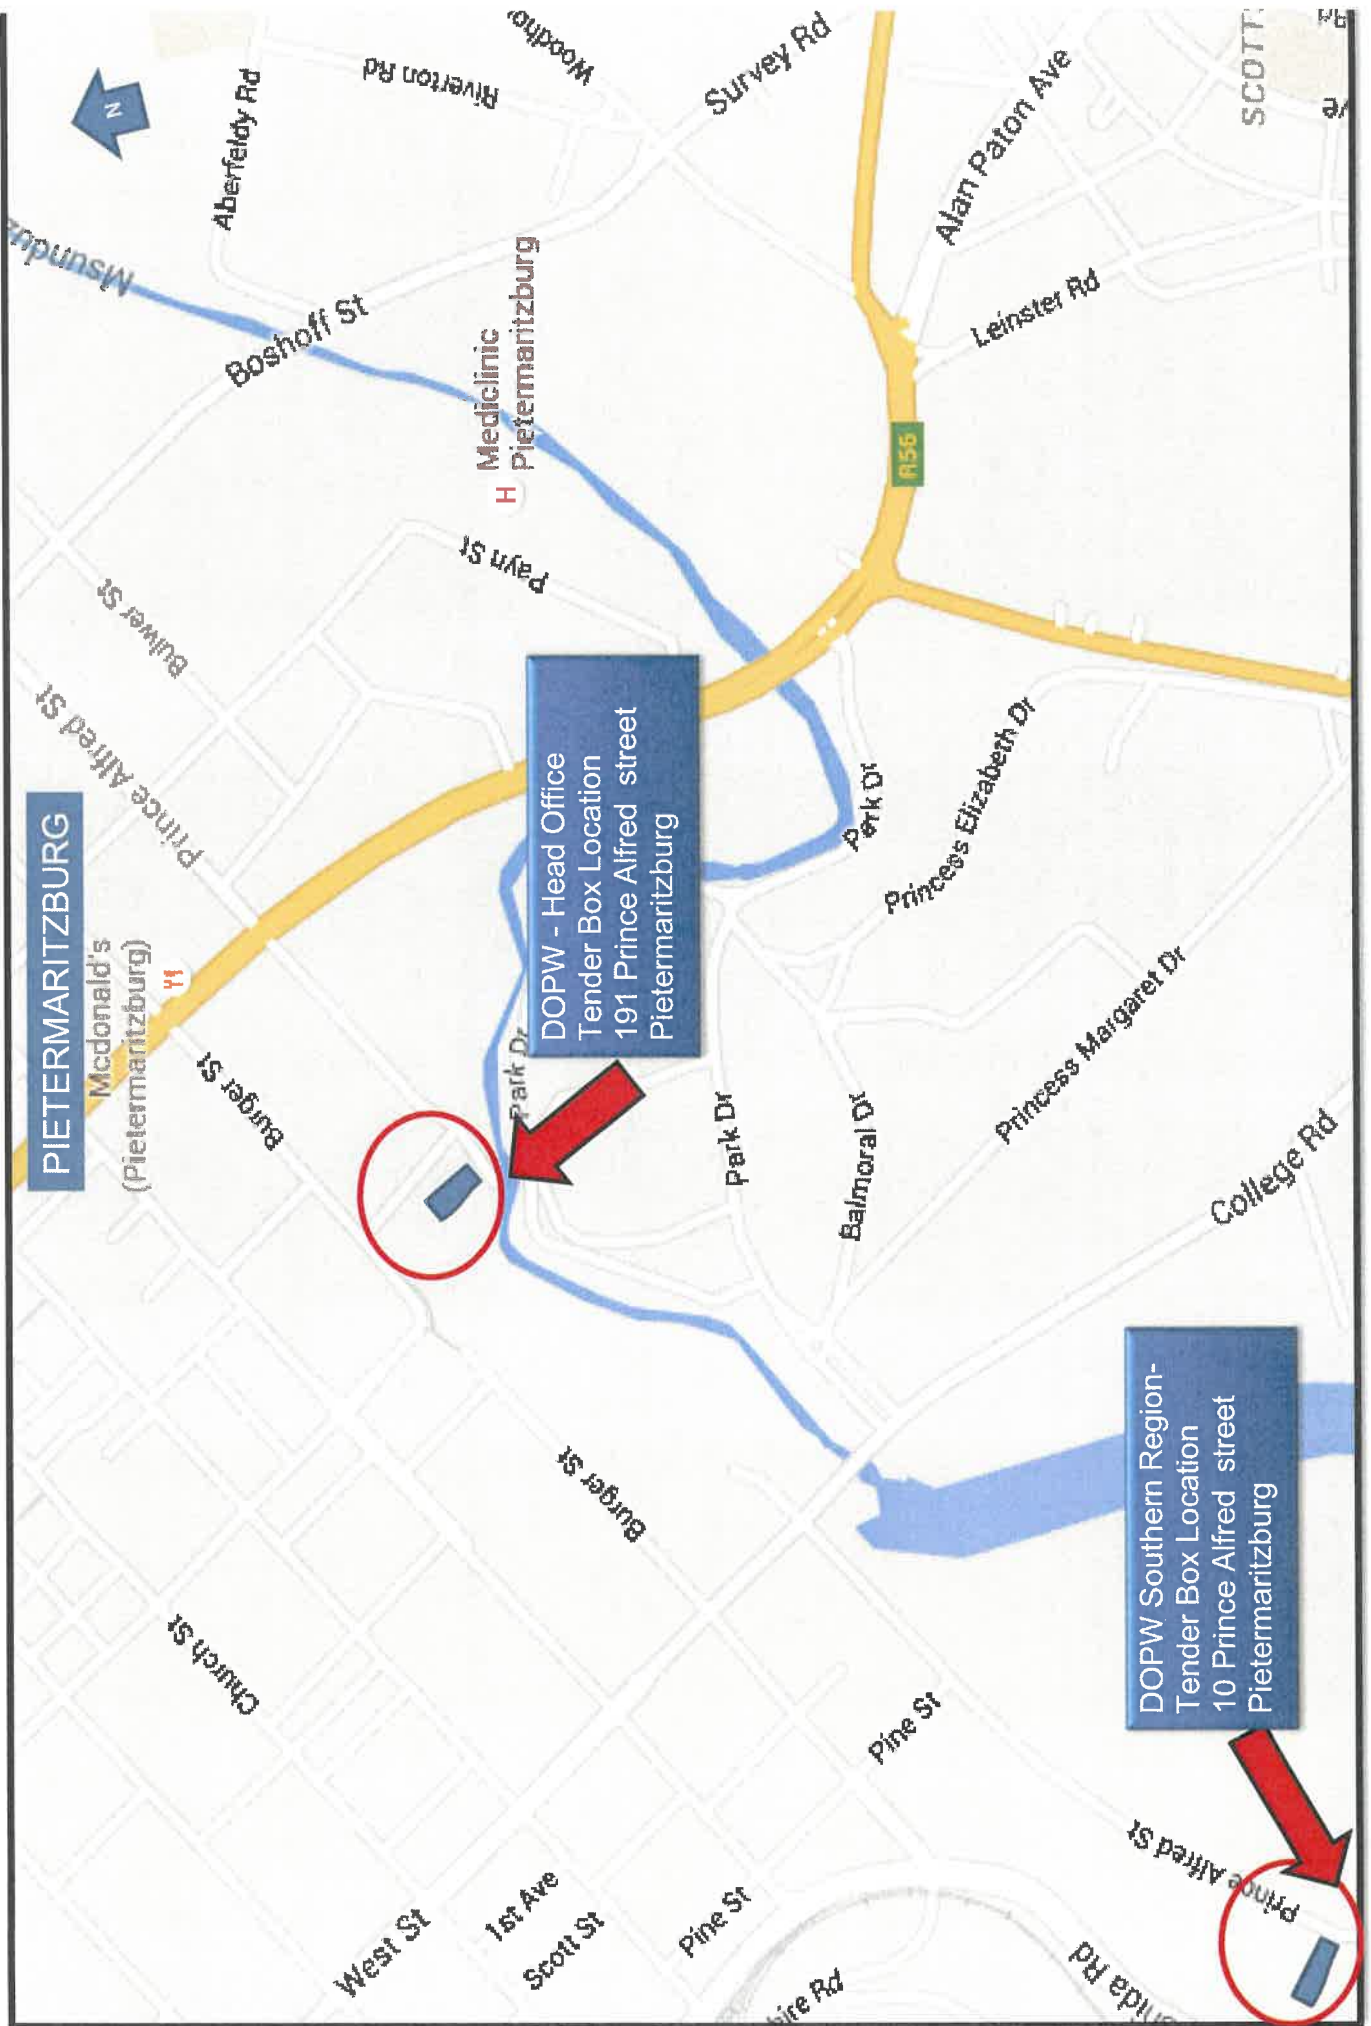 PIETERMARITZBURG
Mcdonald's
(Pietermaritzburg)
N
Aberfeldy Rd
Riverton Rd
Survey Rd
Boshoff St
Mediclinic
Pietermaritzburg
H
Alan Paton Ave
Leinster Rd
R56
Payn St
Bulwer St
Prince Alfred St
Burger St
DOPW - Head Office
Tender Box Location
191 Prince Alfred street
Pietermaritzburg
Park Dr
Park Dr
Park Dr
Princess Elizabeth Dr
Princess Margaret Dr
Balmoral Dr
College Rd
Burger St
Church St
West St
1st Ave
Scott St
Pine St
Pine St
Prince Alfred St
DOPW Southern Region-
Tender Box Location
10 Prince Alfred street
Pietermaritzburg